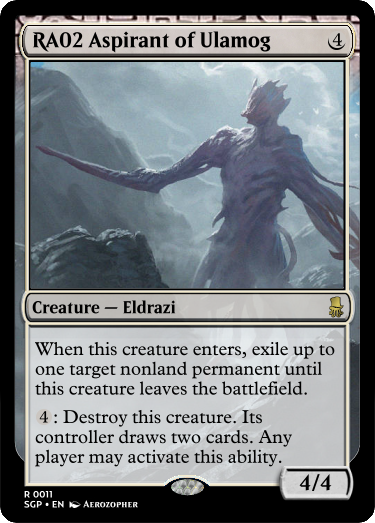 RA02 Aspirant of Ulamog 4
Creature — Eldrazi
When this creature enters, exile up to
one target nonland permanent until
this creature leaves the battlefield.
4 : Destroy this creature. Its
controller draws two cards. Any
player may activate this ability.
4/4
R 0011
SGP • EN Aerozopher